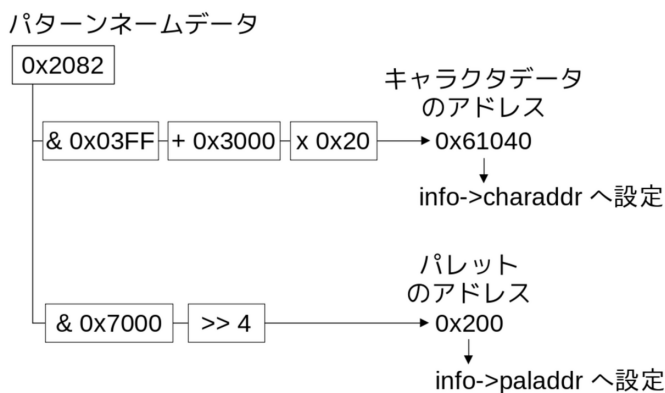 パターンネームデータ
0x2082
キャラクタデータ
のアドレス
& 0x03FF + 0x3000 x 0x20 0x61040
info->charaddr へ設定
パレット
のアドレス
& 0x7000 >> 4 0x200
info->paladdr へ設定